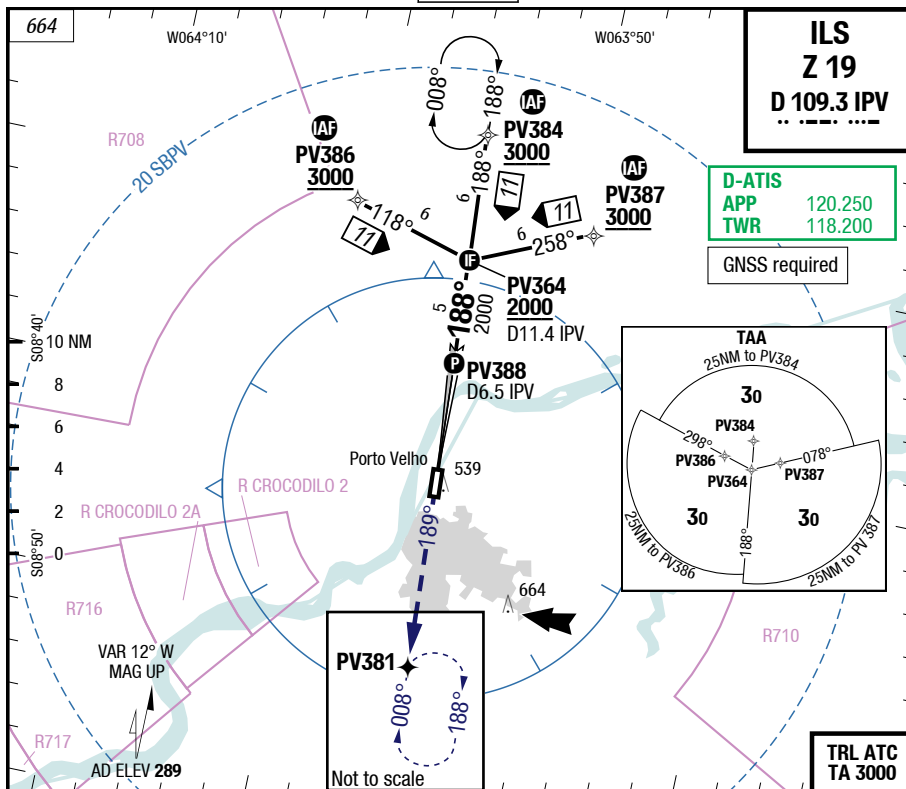 664
W064°10'
W063°50'
ILS
Z 19
D 109.3 IPV
D-ATIS
APP 120.250
TWR 118.200
GNSS required
R708
20 SBPV
008°
188°
IAF
PV384
3000
IAF
PV386
3000
IAF
PV387
3000
118°
6
11
188°
6
11
258°
6
11
IF
PV364
2000
D11.4 IPV
5
188°
2000
P
PV388
D6.5 IPV
S08°40'
10 NM
8
6
4
2
0
S08°50'
Porto Velho
539
R CROCODILO 2
R CROCODILO 2A
189°
664
R716
VAR 12° W
MAG UP
R717
AD ELEV 289
PV381
008°
188°
Not to scale
R710
TAA
25NM to PV384
30
PV384
298°
078°
PV386
PV387
PV364
30
30
188°
25NM to PV386
25NM to PV 387
TRL ATC
TA 3000